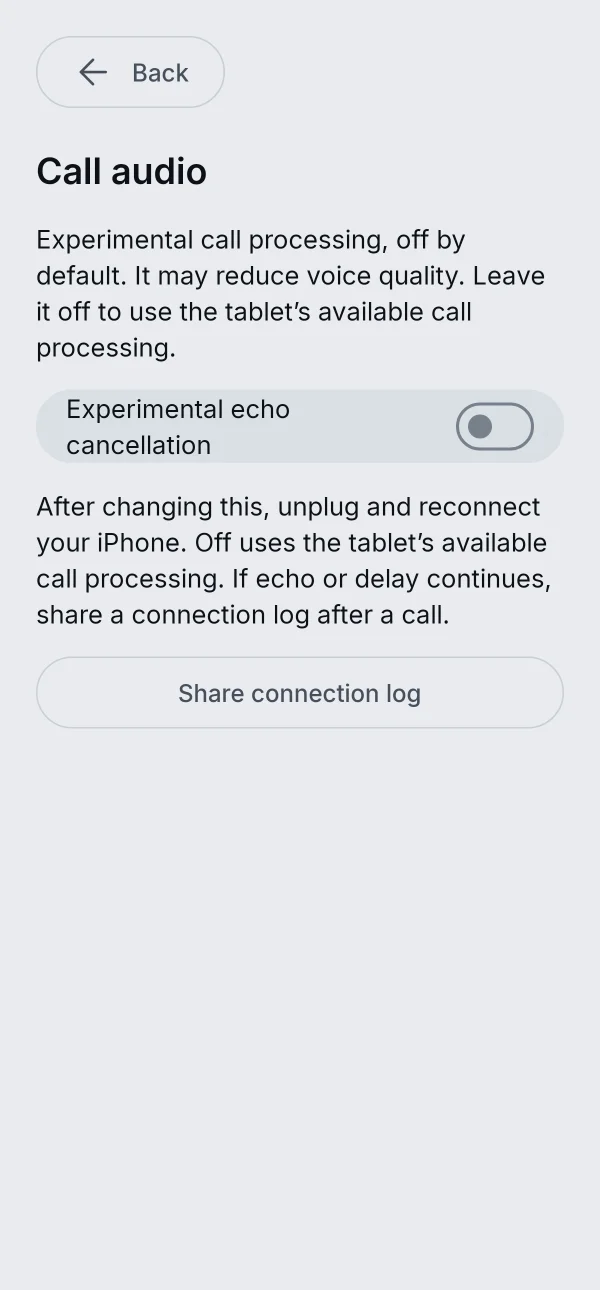 Back
Call audio
Experimental call processing, off by
default. It may reduce voice quality. Leave
it off to use the tablet’s available call
processing.
Experimental echo
cancellation
After changing this, unplug and reconnect
your iPhone. Off uses the tablet’s available
call processing. If echo or delay continues,
share a connection log after a call.
Share connection log